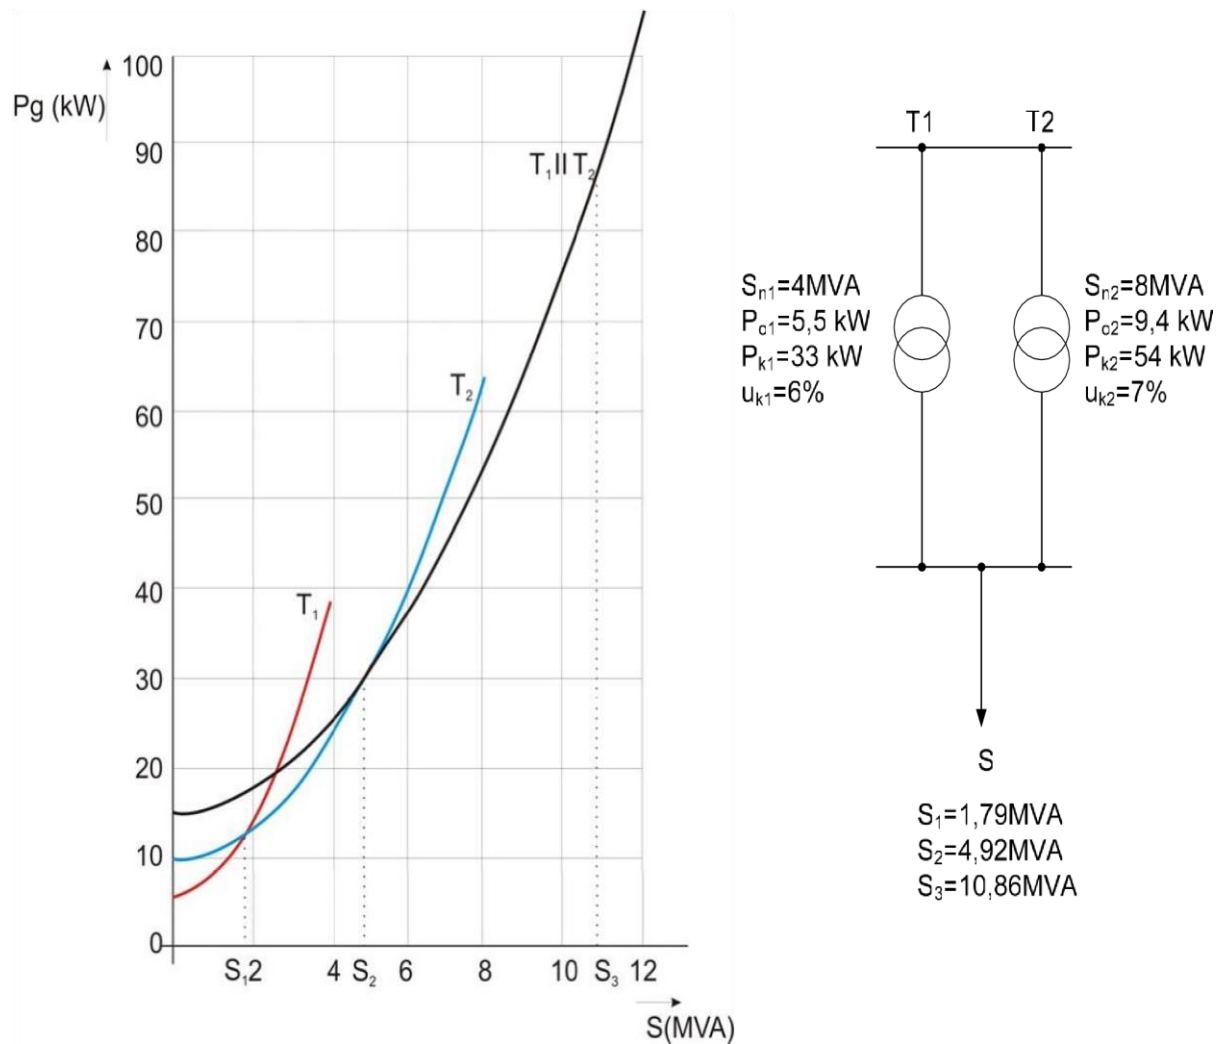 Pg (kW)
100
90
80
70
60
50
40
30
20
10
0
T₁II T₂
T₂
T₁
S₁2 4 S₂ 6 8 10 S₃ 12
S(MVA)
T1 T2
Sn1=4MVA
Po1=5,5 kW
Pk1=33 kW
uk1=6%
Sn2=8MVA
Po2=9,4 kW
Pk2=54 kW
uk2=7%
S
S₁=1,79MVA
S₂=4,92MVA
S₃=10,86MVA